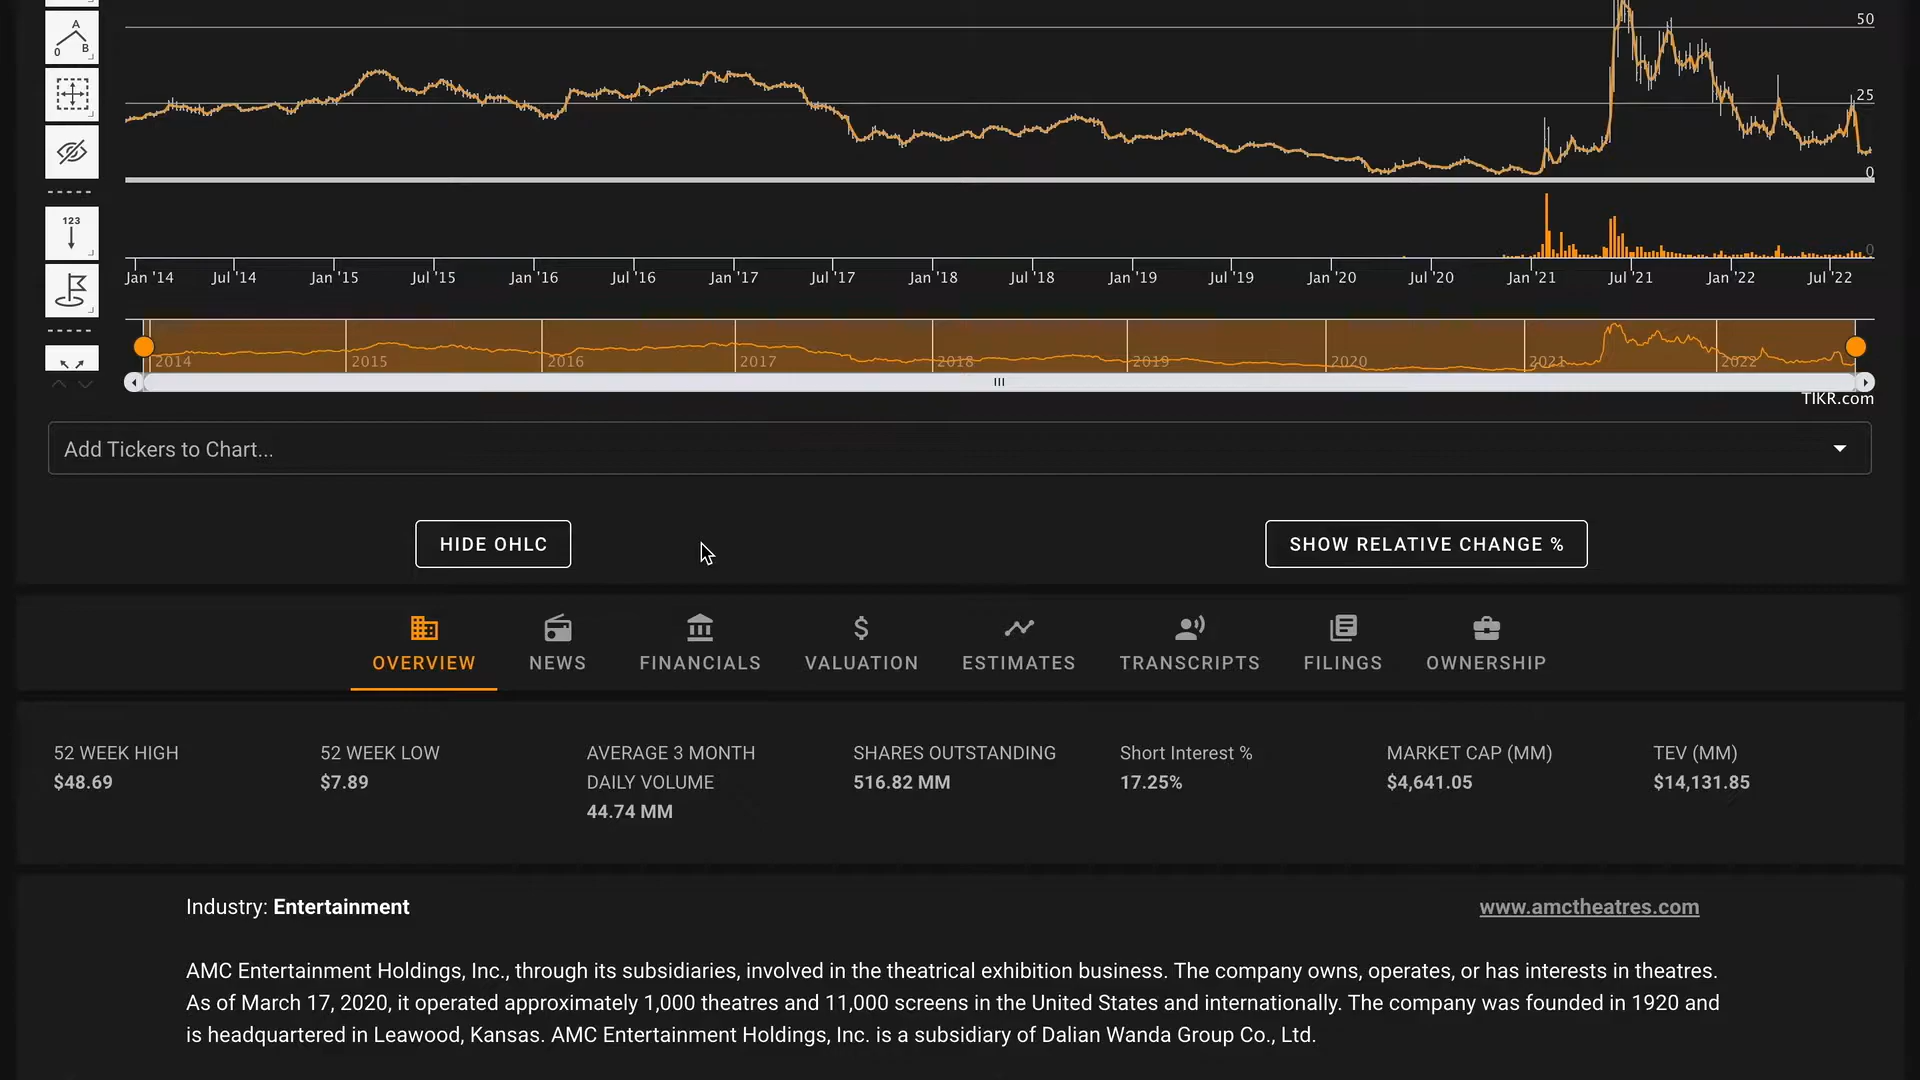 50
A
0 B
25
0
123
0
Jan '14 Jul '14 Jan '15 Jul '15 Jan '16 Jul '16 Jan '17 Jul '17 Jan '18 Jul '18 Jan '19 Jul '19 Jan '20 Jul '20 Jan '21 Jul '21 Jan '22 Jul '22
2014 2015 2016 2017 2018 2019 2020 2021 2022
TIKR.com
Add Tickers to Chart...
HIDE OHLC SHOW RELATIVE CHANGE %
OVERVIEW NEWS FINANCIALS VALUATION ESTIMATES TRANSCRIPTS FILINGS OWNERSHIP
52 WEEK HIGH
$48.69
52 WEEK LOW
$7.89
AVERAGE 3 MONTH
DAILY VOLUME
44.74 MM
SHARES OUTSTANDING
516.82 MM
Short Interest %
17.25%
MARKET CAP (MM)
$4,641.05
TEV (MM)
$14,131.85
Industry: Entertainment www.amctheatres.com
AMC Entertainment Holdings, Inc., through its subsidiaries, involved in the theatrical exhibition business. The company owns, operates, or has interests in theatres.
As of March 17, 2020, it operated approximately 1,000 theatres and 11,000 screens in the United States and internationally. The company was founded in 1920 and
is headquartered in Leawood, Kansas. AMC Entertainment Holdings, Inc. is a subsidiary of Dalian Wanda Group Co., Ltd.